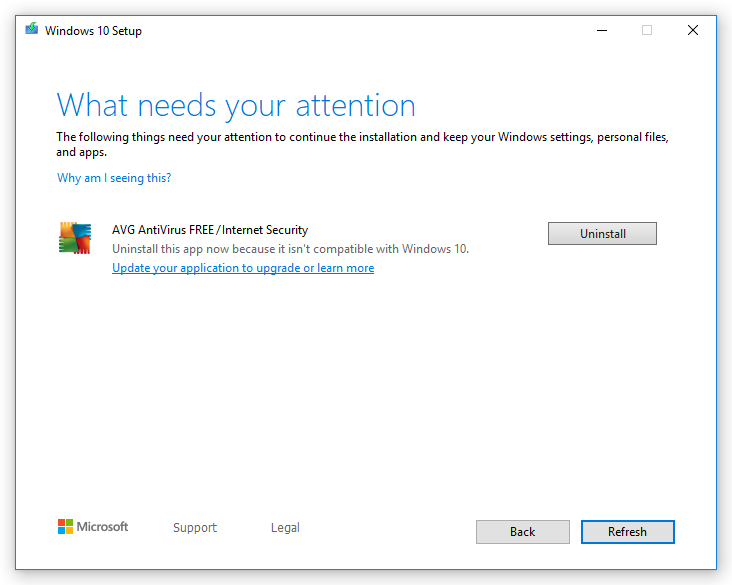 Windows 10 Setup
What needs your attention
The following things need your attention to continue the installation and keep your Windows settings, personal files,
and apps.
Why am I seeing this?
AVG AntiVirus FREE/Internet Security
Uninstall
Uninstall this app now because it isn't compatible with Windows 10.
Update your application to upgrade or learn more
Microsoft
Support
Legal
Back
Refresh